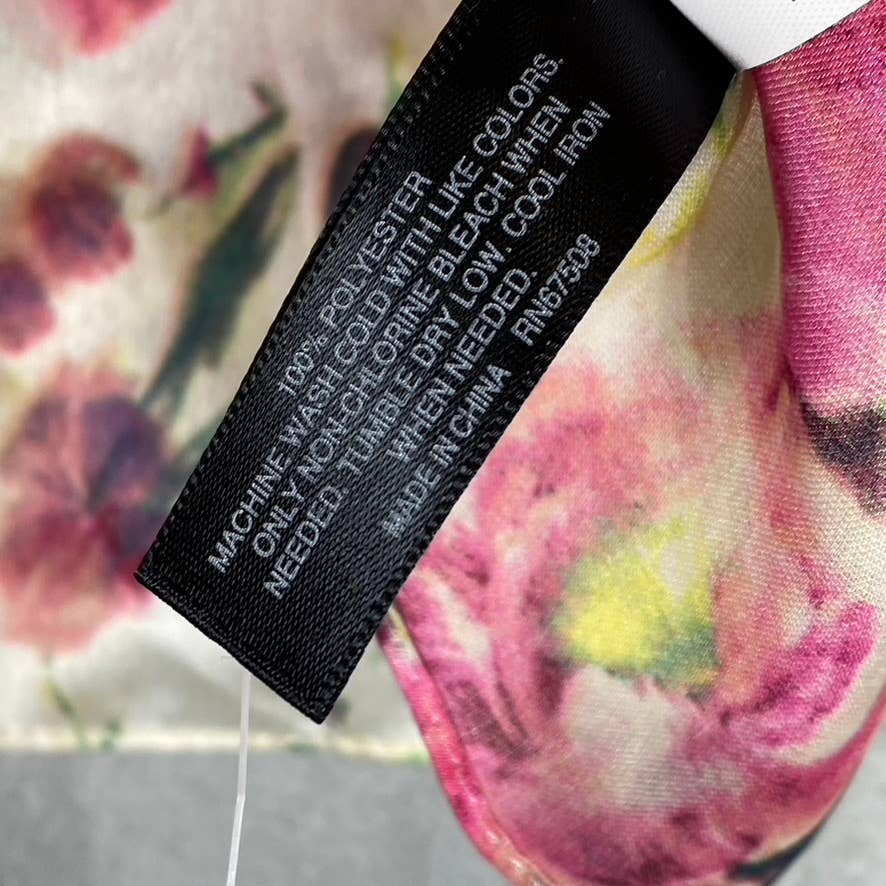 100% POLYESTER
MACHINE WASH COLD WITH LIKE COLORS.
ONLY NON-CHLORINE BLEACH WHEN
NEEDED. TUMBLE DRY LOW. COOL IRON
WHEN NEEDED.
MADE IN CHINA RN67508